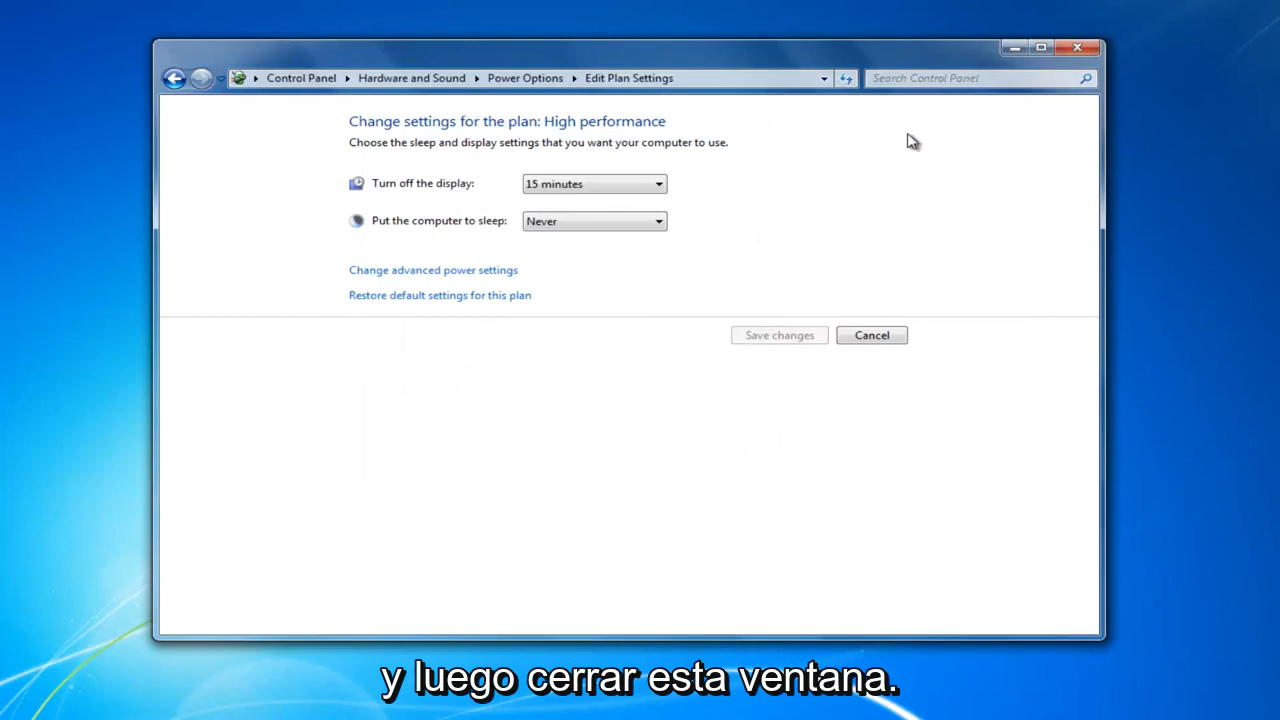 Control Panel Hardware and Sound Power Options Edit Plan Settings Search Control Panel
Change settings for the plan: High performance
Choose the sleep and display settings that you want your computer to use.
Turn off the display: 15 minutes
Put the computer to sleep: Never
Change advanced power settings
Restore default settings for this plan
Save changes Cancel
y luego cerrar esta ventana.